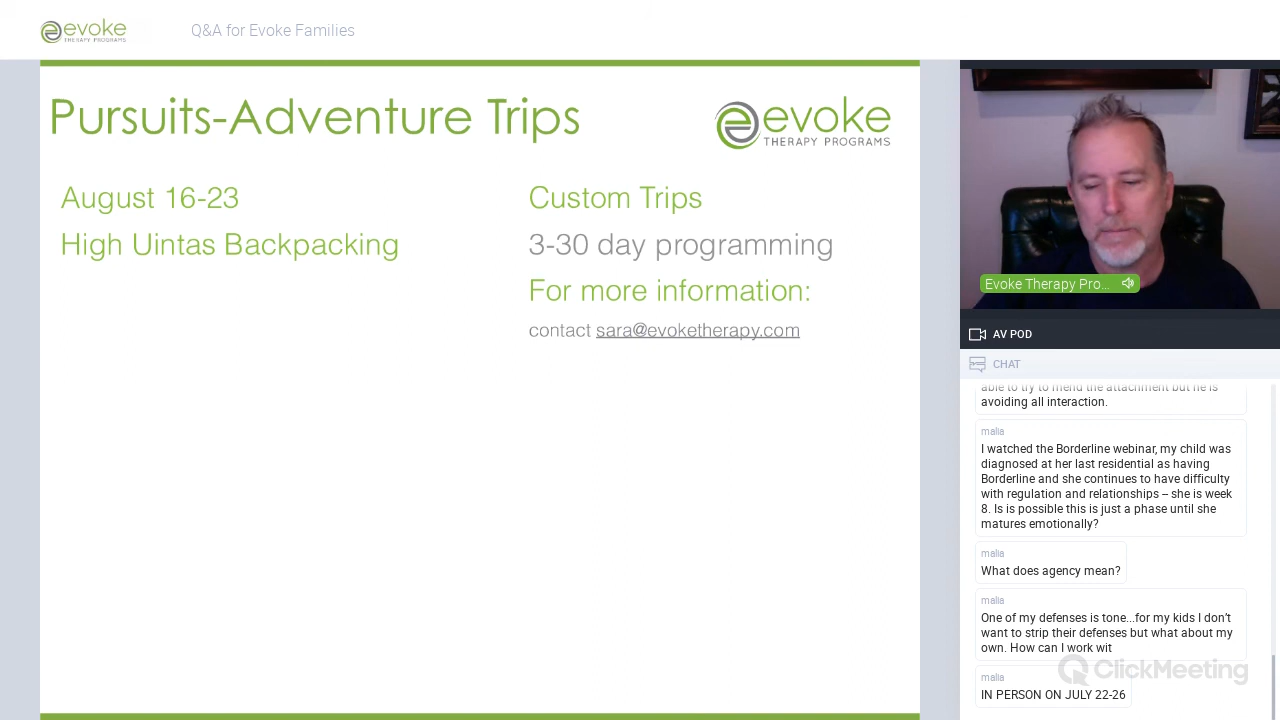 evoke
THERAPY PROGRAMS
Q&A for Evoke Families
Pursuits-Adventure Trips
evoke
THERAPY PROGRAMS
August 16-23
High Uintas Backpacking
Custom Trips
3-30 day programming
For more information:
contact sara@evoketherapy.com
Evoke Therapy Pro...
AV POD
CHAT
able to try to mend the attachment but he is
avoiding all interaction.
malia
I watched the Borderline webinar, my child was
diagnosed at her last residential as having
Borderline and she continues to have difficulty
with regulation and relationships – she is week
8. Is is possible this is just a phase until she
matures emotionally?
malia
What does agency mean?
malia
One of my defenses is tone...for my kids I don’t
want to strip their defenses but what about my
own. How can I work wit
ClickMeeting
malia
IN PERSON ON JULY 22-26